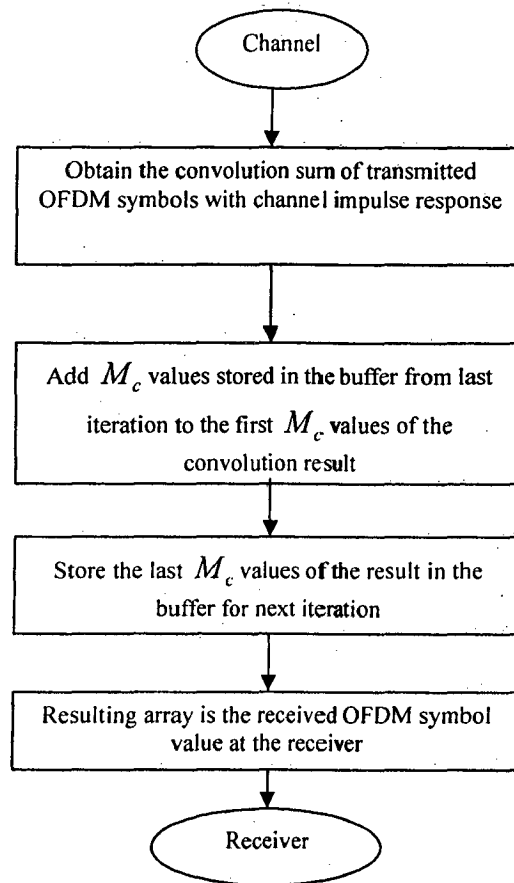 Channel
Obtain the convolution sum of transmitted
OFDM symbols with channel impulse response
Add M_c values stored in the buffer from last
iteration to the first M_c values of the
convolution result
Store the last M_c values of the result in the
buffer for next iteration
Resulting array is the received OFDM symbol
value at the receiver
Receiver